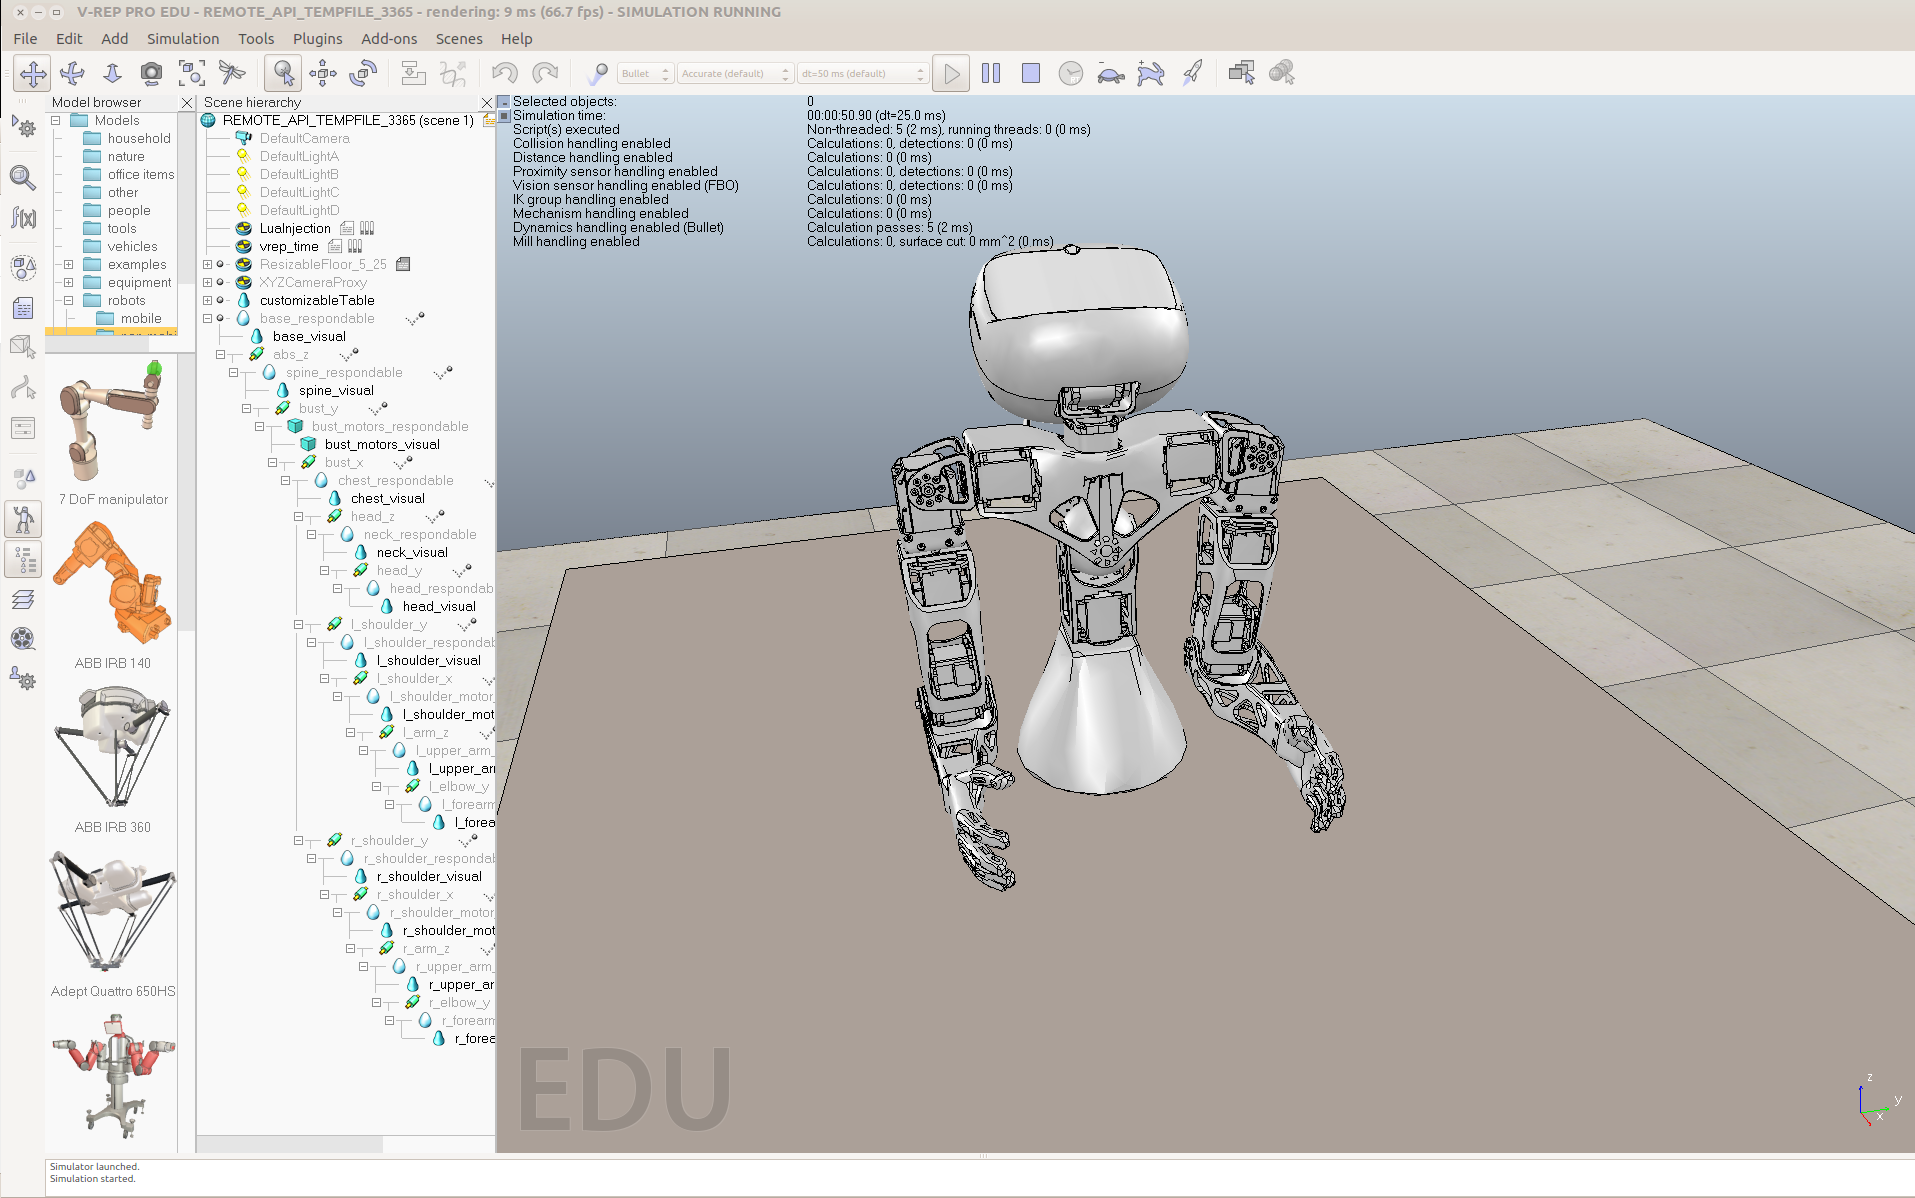 V-REP PRO EDU - REMOTE_API_TEMPFILE_3365 - rendering: 9 ms (66.7 fps) - SIMULATION RUNNING
File Edit Add Simulation Tools Plugins Add-ons Scenes Help
Bullet Accurate (default) dt=50 ms (default)
Model browser
Models
household
nature
office items
other
people
tools
vehicles
examples
equipment
robots
mobile
7 DoF manipulator
ABB IRB 140
ABB IRB 360
Adept Quattro 650HS
Scene hierarchy
REMOTE_API_TEMPFILE_3365 (scene 1)
DefaultCamera
DefaultLightA
DefaultLightB
DefaultLightC
DefaultLightD
LuaInjection
vrep_time
ResizableFloor_5_25
XYZCameraProxy
customizableTable
base_respondable
base_visual
abs_z
spine_respondable
spine_visual
bust_y
bust_motors_respondable
bust_motors_visual
bust_x
chest_respondable
chest_visual
head_z
neck_respondable
neck_visual
head_y
head_respondab
head_visual
l_shoulder_y
l_shoulder_respondab
l_shoulder_visual
l_shoulder_x
l_shoulder_motor
l_shoulder_mot
l_arm_z
l_upper_arm_
l_upper_ar
l_elbow_y
l_forearm
l_forea
r_shoulder_y
r_shoulder_respondab
r_shoulder_visual
r_shoulder_x
r_shoulder_motor
r_shoulder_mot
r_arm_z
r_upper_arm_
r_upper_ar
r_elbow_y
r_forearm
r_forea
Selected objects: 0
Simulation time: 00:00:50.90 (dt=25.0 ms)
Script(s) executed Non-threaded: 5 (2 ms), running threads: 0 (0 ms)
Collision handling enabled Calculations: 0, detections: 0 (0 ms)
Distance handling enabled Calculations: 0 (0 ms)
Proximity sensor handling enabled Calculations: 0, detections: 0 (0 ms)
Vision sensor handling enabled (FBO) Calculations: 0, detections: 0 (0 ms)
IK group handling enabled Calculations: 0 (0 ms)
Mechanism handling enabled Calculations: 0 (0 ms)
Dynamics handling enabled (Bullet) Calculation passes: 5 (2 ms)
Mill handling enabled Calculations: 0, surface cut: 0 mm^2 (0 ms)
EDU
z
y
x
Simulator launched.
Simulation started.